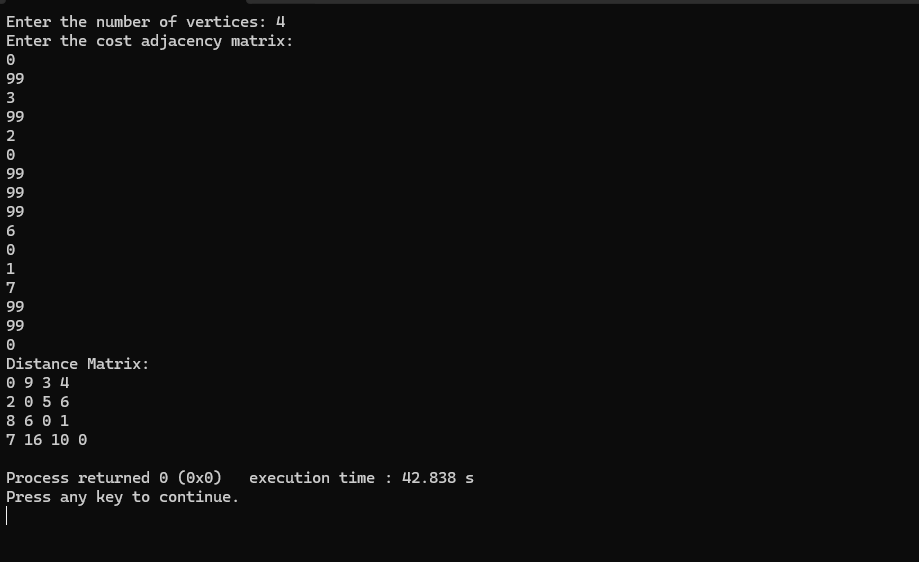 Enter the number of vertices: 4
Enter the cost adjacency matrix:
0
99
3
99
2
0
99
99
99
6
0
1
7
99
99
0
Distance Matrix:
0 9 3 4
2 0 5 6
8 6 0 1
7 16 10 0
Process returned 0 (0x0)   execution time : 42.838 s
Press any key to continue.